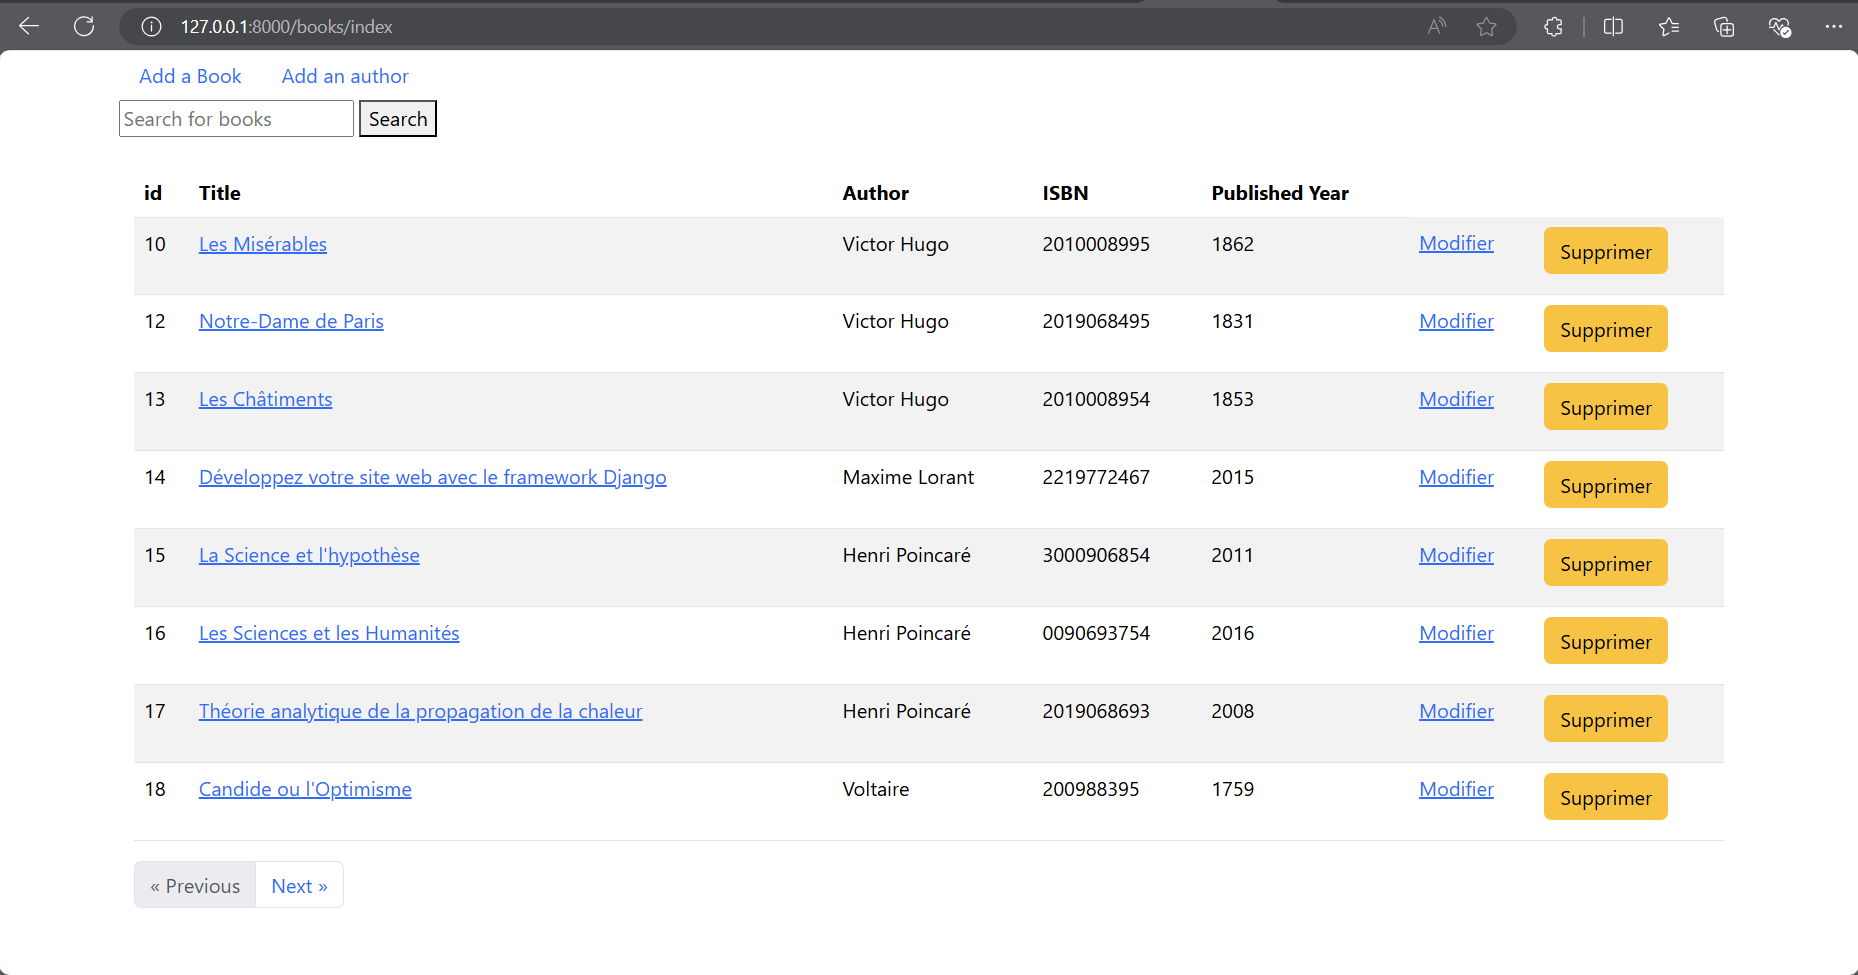 127.0.0.1:8000/books/index
Add a Book Add an author
Search for books Search
id Title Author ISBN Published Year
10 Les Misérables Victor Hugo 2010008995 1862 Modifier Supprimer
12 Notre-Dame de Paris Victor Hugo 2019068495 1831 Modifier Supprimer
13 Les Châtiments Victor Hugo 2010008954 1853 Modifier Supprimer
14 Développez votre site web avec le framework Django Maxime Lorant 2219772467 2015 Modifier Supprimer
15 La Science et l'hypothèse Henri Poincaré 3000906854 2011 Modifier Supprimer
16 Les Sciences et les Humanités Henri Poincaré 0090693754 2016 Modifier Supprimer
17 Théorie analytique de la propagation de la chaleur Henri Poincaré 2019068693 2008 Modifier Supprimer
18 Candide ou l'Optimisme Voltaire 200988395 1759 Modifier Supprimer
« Previous Next »